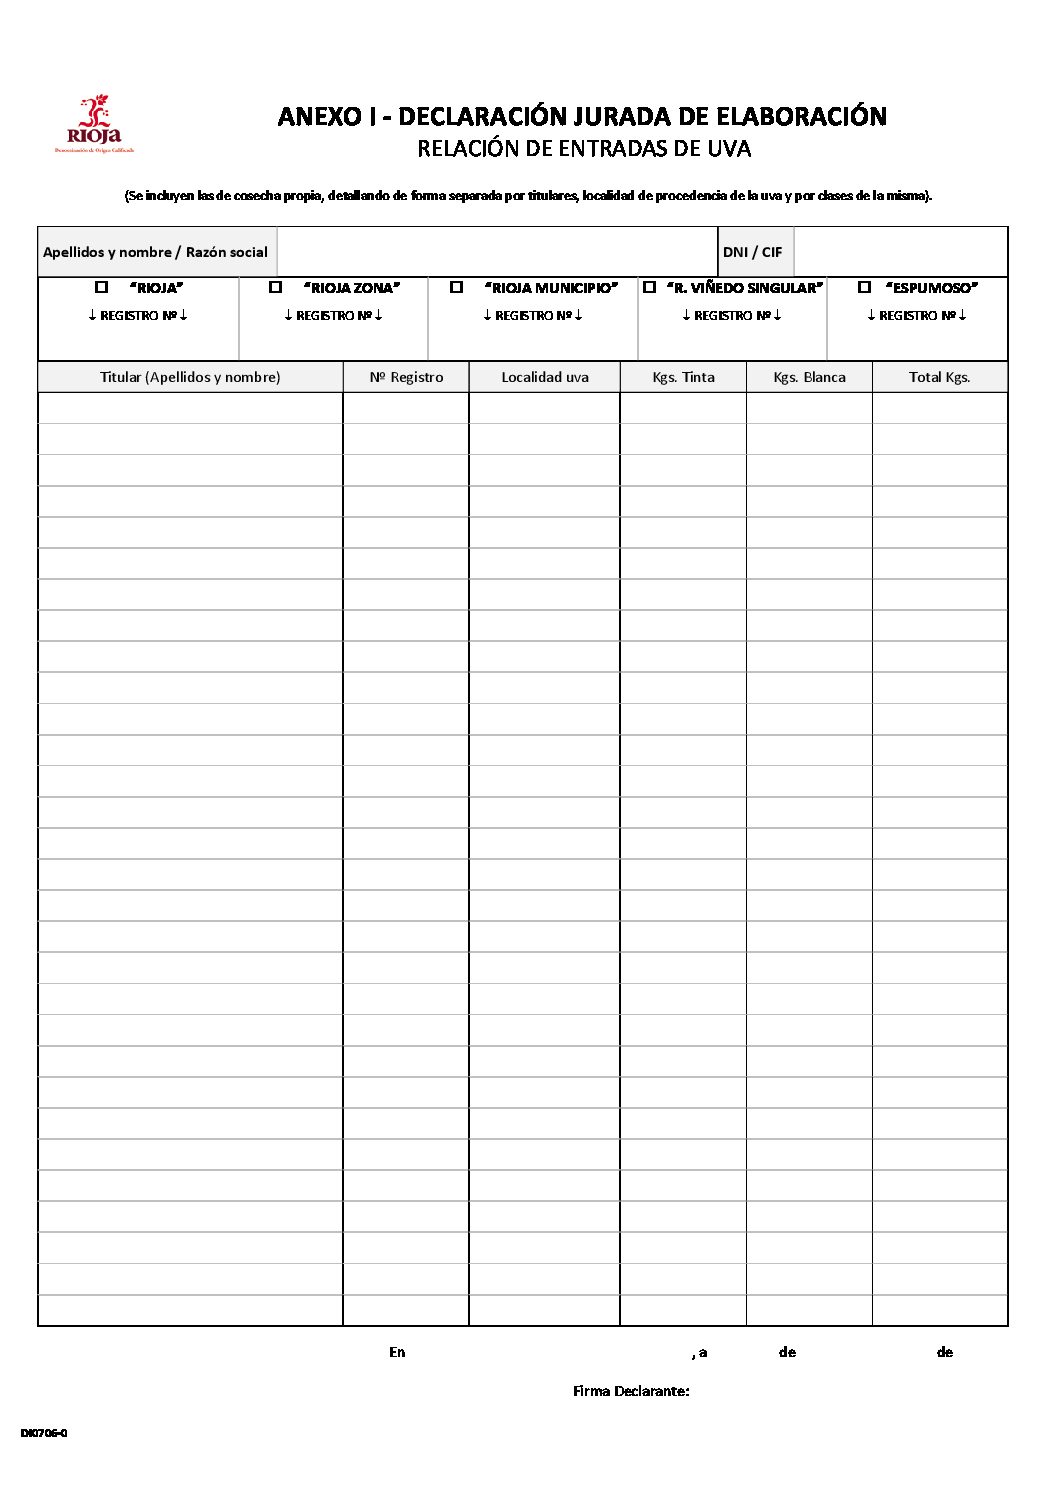 RIOJA
Denominación de Origen Calificada
ANEXO I - DECLARACIÓN JURADA DE ELABORACIÓN
RELACIÓN DE ENTRADAS DE UVA
(Se incluyen las de cosecha propia, detallando de forma separada por titulares, localidad de procedencia de la uva y por clases de la misma).
Apellidos y nombre / Razón social DNI / CIF
☐ “RIOJA” ☐ “RIOJA ZONA” ☐ “RIOJA MUNICIPIO” ☐ “R. VIÑEDO SINGULAR” ☐ “ESPUMOSO”
↓ REGISTRO Nº ↓ ↓ REGISTRO Nº ↓ ↓ REGISTRO Nº ↓ ↓ REGISTRO Nº ↓ ↓ REGISTRO Nº ↓
Titular (Apellidos y nombre) Nº Registro Localidad uva Kgs. Tinta Kgs. Blanca Total Kgs.
En , a de de
Firma Declarante:
DI0706-0